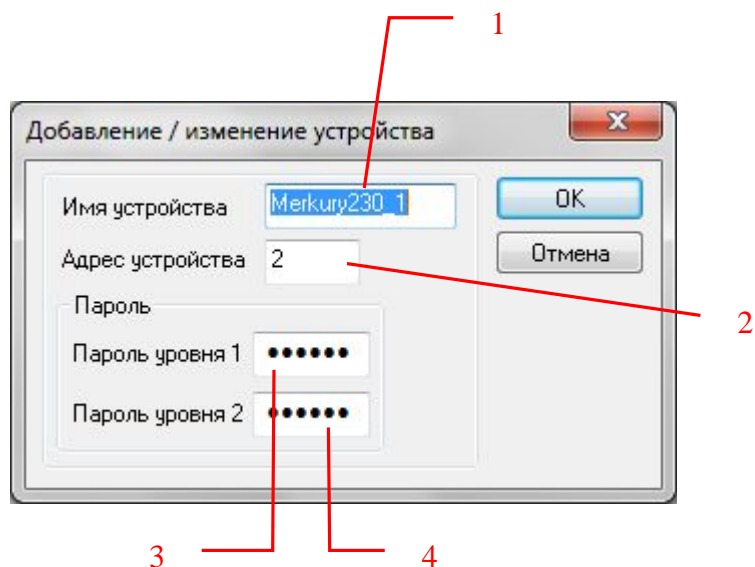 1
Добавление / изменение устройства
Имя устройства Merkury230_1 OK
Адрес устройства 2 Отмена
2
Пароль
Пароль уровня 1 ●●●●●●
Пароль уровня 2 ●●●●●●
3 4